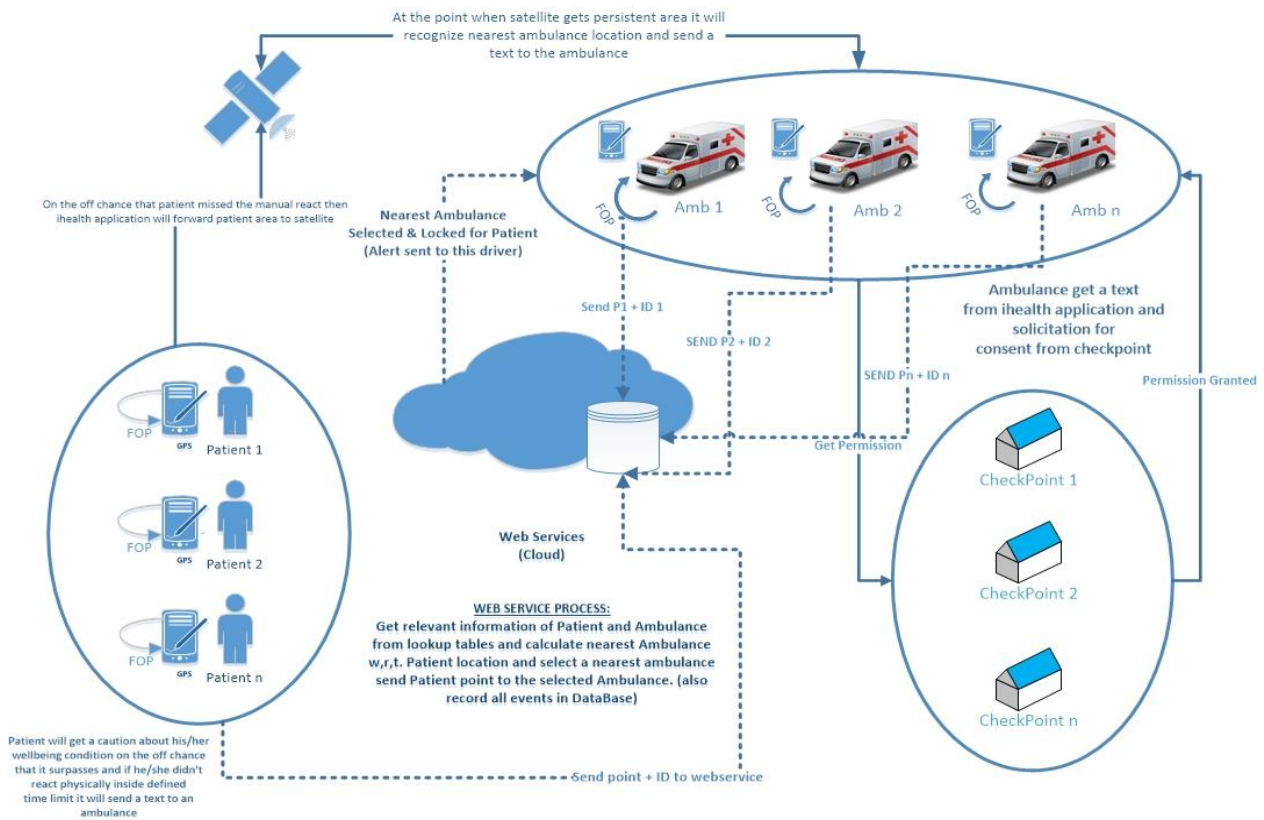 At the point when satellite gets persistent area it will
recognize nearest ambulance location and send a
text to the ambulance
On the off chance that patient missed the manual react then
ihealth application will forward patient area to satellite
Nearest Ambulance
Selected & Locked for Patient
(Alert sent to this driver)
FOP
Amb 1
FOP
Amb 2
FOP
Amb n
Send P1 + ID 1
SEND P2 + ID 2
SEND Pn + ID n
Ambulance get a text
from ihealth application and
solicitation for
consent from checkpoint
Permission Granted
Get Permission
FOP
GPS
Patient 1
FOP
GPS
Patient 2
FOP
GPS
Patient n
CheckPoint 1
CheckPoint 2
CheckPoint n
Web Services
(Cloud)
WEB SERVICE PROCESS:
Get relevant information of Patient and Ambulance
from lookup tables and calculate nearest Ambulance
w,r,t. Patient location and select a nearest ambulance
send Patient point to the selected Ambulance. (also
record all events in DataBase)
Patient will get a caution about his/her
wellbeing condition on the off chance
that it surpasses and if he/she didn't
react physically inside defined
time limit it will send a text to an
ambulance
Send point + ID to webservice